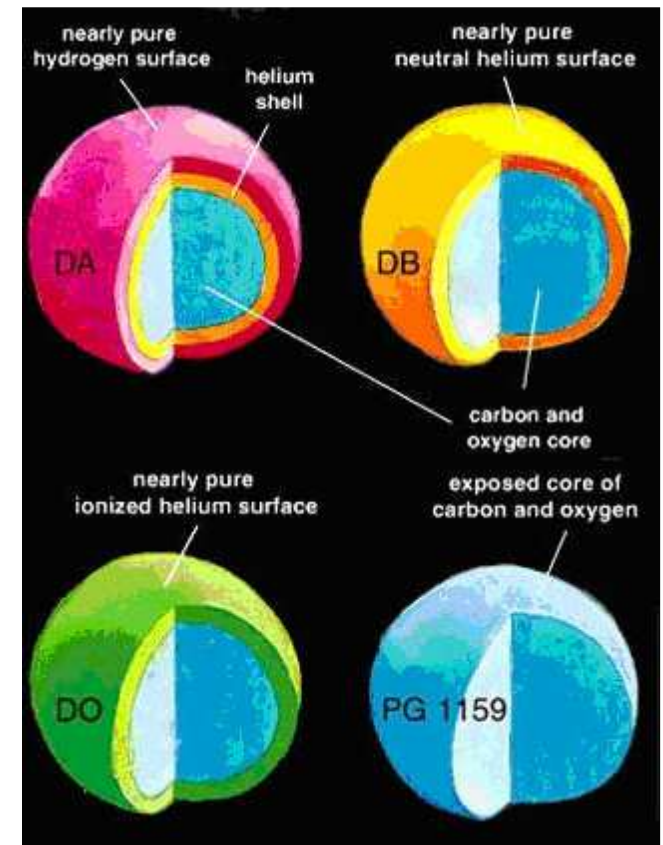 nearly pure
hydrogen surface
helium
shell
DA
nearly pure
neutral helium surface
DB
carbon and
oxygen core
nearly pure
ionized helium surface
DO
exposed core of
carbon and oxygen
PG 1159